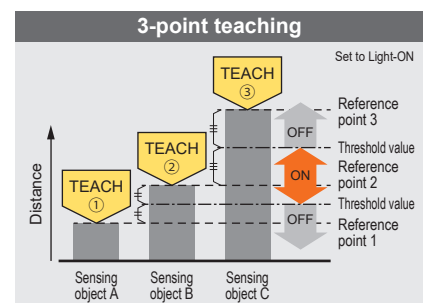 3-point teaching
Set to Light-ON
TEACH
③
TEACH
②
TEACH
①
Distance
OFF
ON
OFF
Reference
point 3
Threshold value
Reference
point 2
Threshold value
Reference
point 1
Sensing
object A
Sensing
object B
Sensing
object C